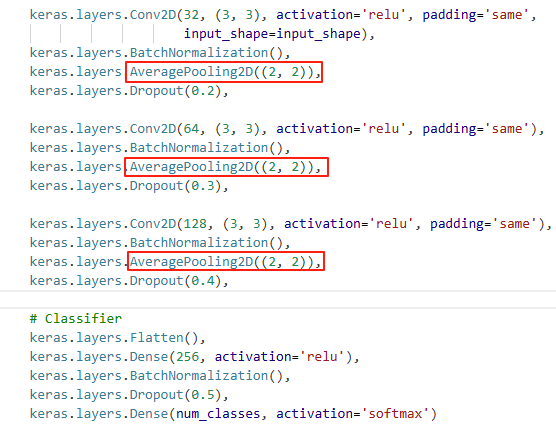 keras.layers.Conv2D(32, (3, 3), activation='relu', padding='same',
input_shape=input_shape),
keras.layers.BatchNormalization(),
keras.layers.AveragePooling2D((2, 2)),
keras.layers.Dropout(0.2),
keras.layers.Conv2D(64, (3, 3), activation='relu', padding='same'),
keras.layers.BatchNormalization(),
keras.layers.AveragePooling2D((2, 2)),
keras.layers.Dropout(0.3),
keras.layers.Conv2D(128, (3, 3), activation='relu', padding='same'),
keras.layers.BatchNormalization(),
keras.layers.AveragePooling2D((2, 2)),
keras.layers.Dropout(0.4),
# Classifier
keras.layers.Flatten(),
keras.layers.Dense(256, activation='relu'),
keras.layers.BatchNormalization(),
keras.layers.Dropout(0.5),
keras.layers.Dense(num_classes, activation='softmax')